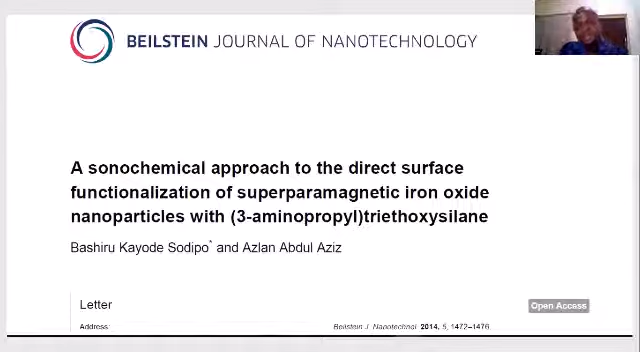 BEILSTEIN JOURNAL OF NANOTECHNOLOGY
A sonochemical approach to the direct surface
functionalization of superparamagnetic iron oxide
nanoparticles with (3-aminopropyl)triethoxysilane
Bashiru Kayode Sodipo* and Azlan Abdul Aziz
Letter
Open Access
Address:
Beilstein J. Nanotechnol. 2014, 5, 1472–1476